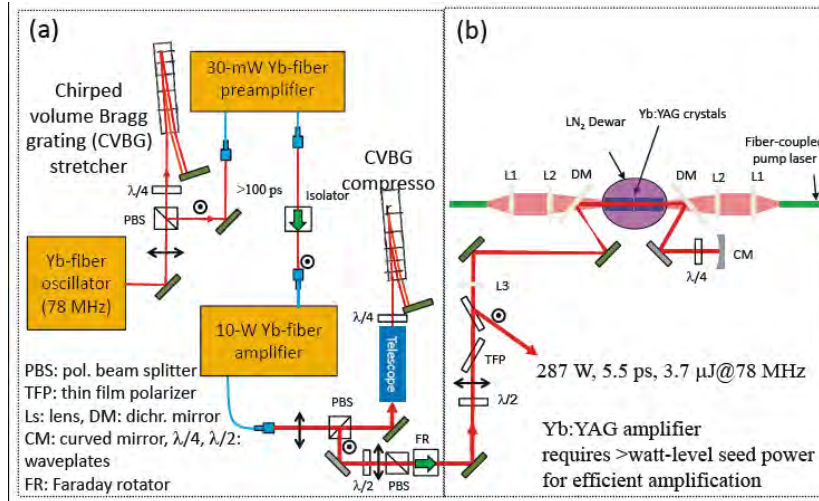 (a)
30-mW Yb-fiber
preamplifier
Chirped
volume Bragg
grating (CVBG)
stretcher
λ/4
PBS
>100 ps
Isolator
CVBG
compresso
Yb-fiber
oscillator
(78 MHz)
10-W Yb-fiber
amplifier
λ/4
Telescope
PBS
FR
λ/2
PBS
PBS: pol. beam splitter
TFP: thin film polarizer
Ls: lens, DM: dichr. mirror
CM: curved mirror, λ/4, λ/2:
waveplates
FR: Faraday rotator
(b)
LN2 Dewar
Yb:YAG crystals
Fiber-coupled
pump laser
L1
L2
DM
DM
L2
L1
λ/4
CM
L3
TFP
λ/2
287 W, 5.5 ps, 3.7 μJ@78 MHz
Yb:YAG amplifier
requires >watt-level seed power
for efficient amplification